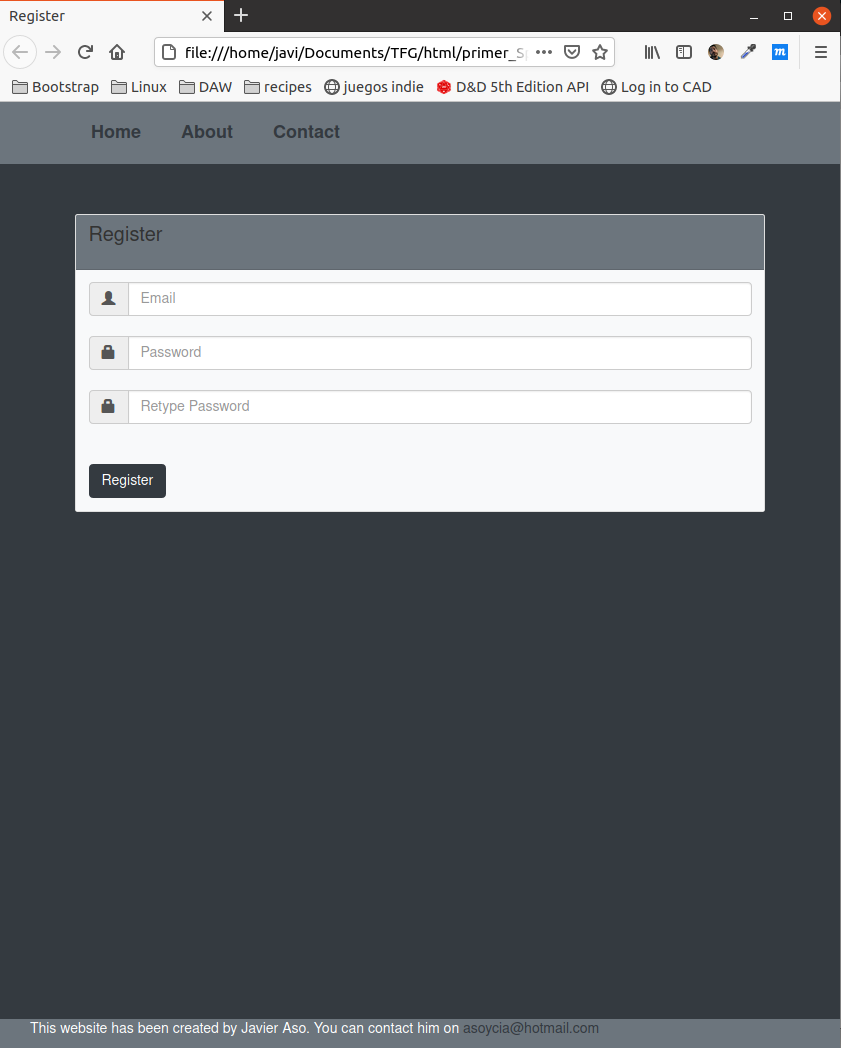 Register
file:///home/javi/Documents/TFG/html/primer_S
Bootstrap Linux DAW recipes juegos indie D&D 5th Edition API Log in to CAD
Home About Contact
Register
Email
Password
Retype Password
Register
This website has been created by Javier Aso. You can contact him on asoycia@hotmail.com